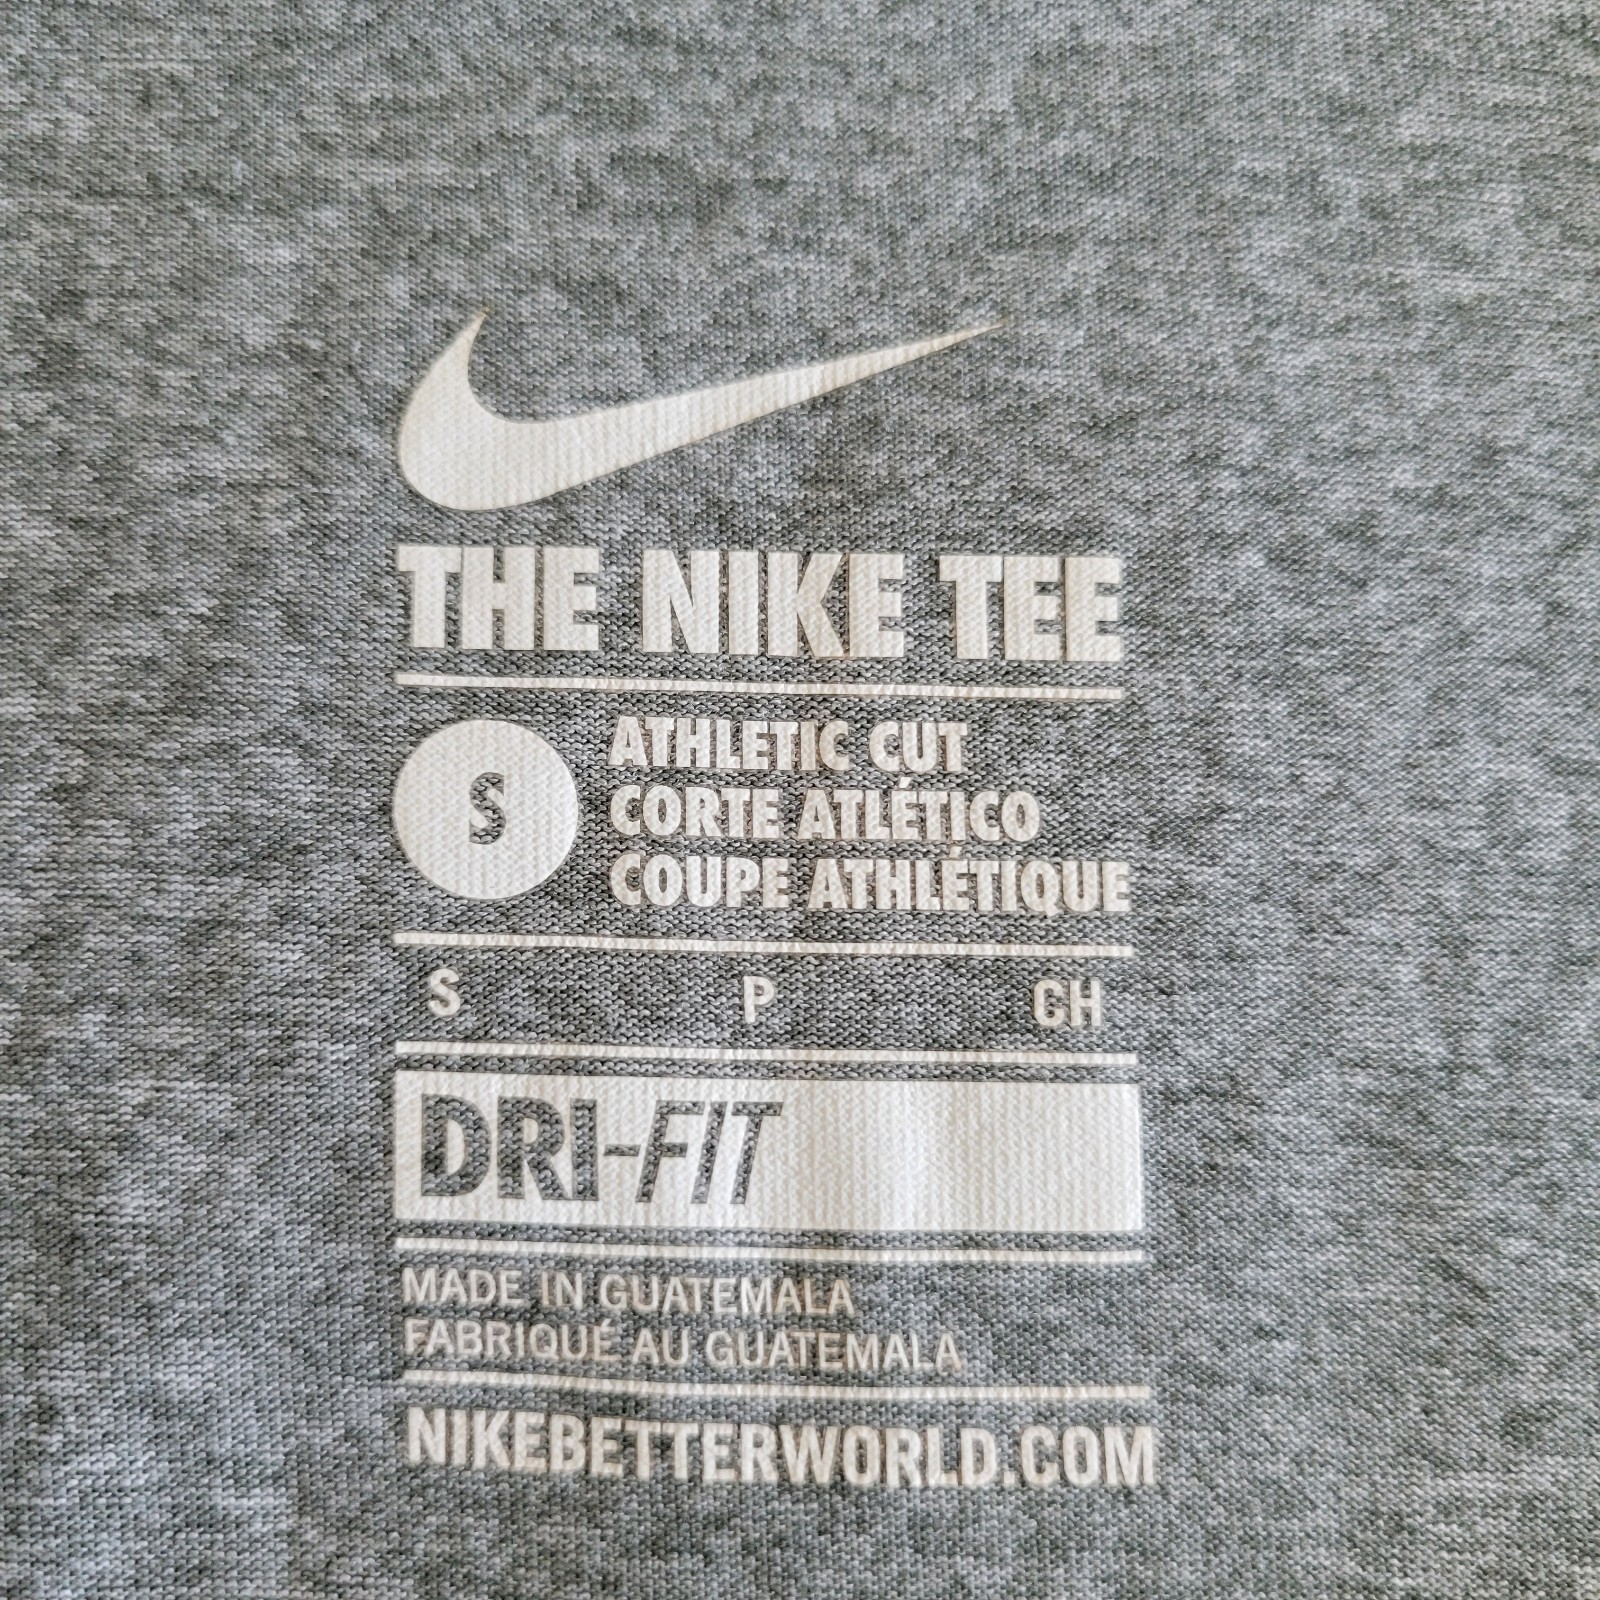 THE NIKE TEE
S
ATHLETIC CUT
CORTE ATLÉTICO
COUPE ATHLÉTIQUE
S P CH
DRI-FIT
MADE IN GUATEMALA
FABRIQUÉ AU GUATEMALA
NIKEBETTERWORLD.COM